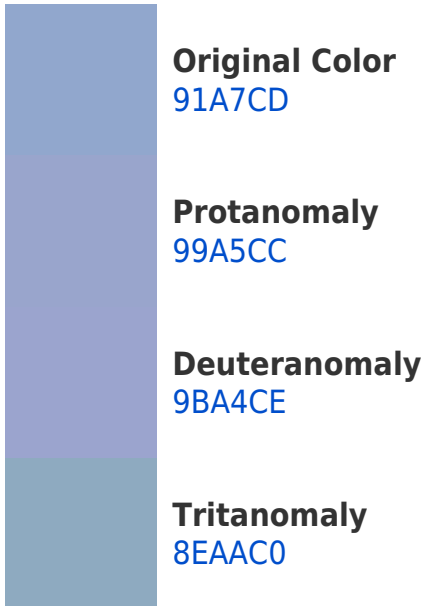 Original Color
91A7CD
Protanomaly
99A5CC
Deuteranomaly
9BA4CE
Tritanomaly
8EAAC0